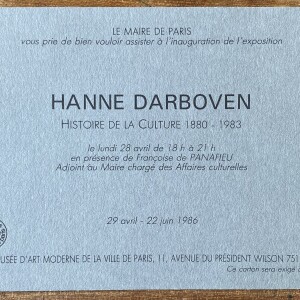 LE MAIRE DE PARIS
vous prie de bien vouloir assister à l'inauguration de l'exposition
HANNE DARBOVEN
HISTOIRE DE LA CULTURE 1880 - 1983
le lundi 28 avril de 18 h à 21 h
en présence de Françoise de PANAFIEU
Adjoint au Maire chargé des Affaires culturelles
29 avril - 22 juin 1986
USÉE D'ART MODERNE DE LA VILLE DE PARIS, 11, AVENUE DU PRÉSIDENT WILSON 751
Ce carton sera exigé à